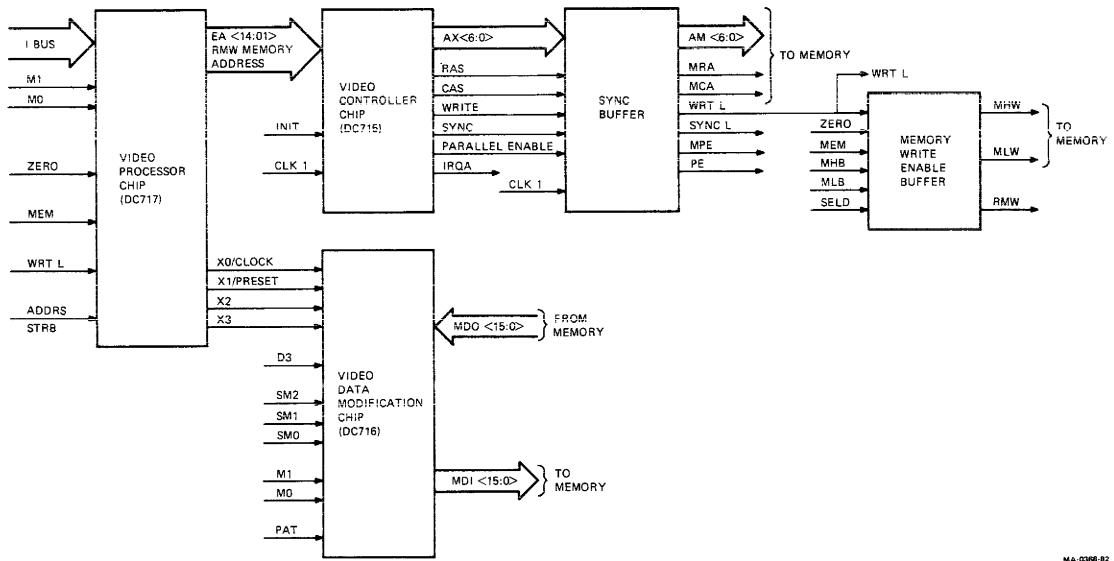 I BUS
M1
M0
ZERO
MEM
WRT L
ADDRS
STRB
VIDEO
PROCESSOR
CHIP
(DC717)
EA <14:01>
RMW MEMORY
ADDRESS
INIT
CLK 1
VIDEO
CONTROLLER
CHIP
(DC715)
AX<6:0>
RAS
CAS
WRITE
SYNC
PARALLEL ENABLE
IRQA
CLK 1
SYNC
BUFFER
AM <6:0>
MRA
MCA
WRT L
SYNC L
MPE
PE
TO MEMORY
WRT L
ZERO
MEM
MHB
MLB
SELD
MEMORY
WRITE
ENABLE
BUFFER
MHW
MLW
RMW
TO
MEMORY
X0/CLOCK
X1/PRESET
X2
X3
D3
SM2
SM1
SM0
M1
M0
PAT
VIDEO
DATA
MODIFICATION
CHIP
(DC716)
MDO <15:0>
FROM
MEMORY
MDI <15:0>
TO
MEMORY
MA-0368-82